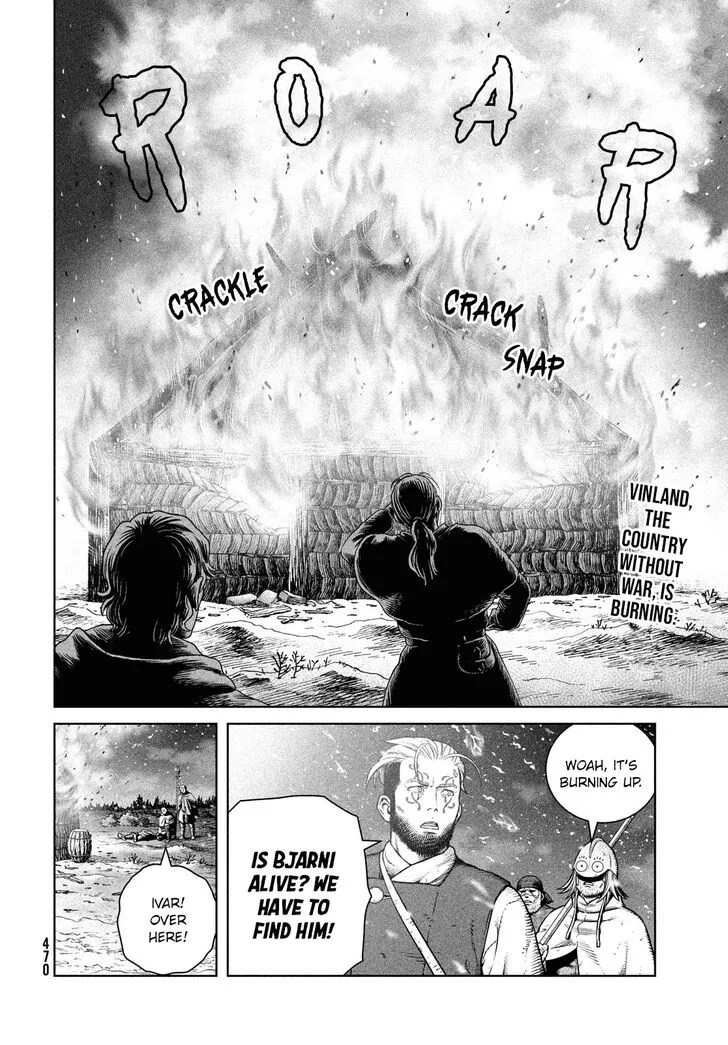 ROAR
CRACKLE
CRACK
SNAP
VINLAND,
THE
COUNTRY
WITHOUT
WAR, IS
BURNING.
WOAH, IT'S
BURNING UP.
IS BJARNI
ALIVE? WE
HAVE TO
FIND HIM!
IVAR!
OVER
HERE!
470